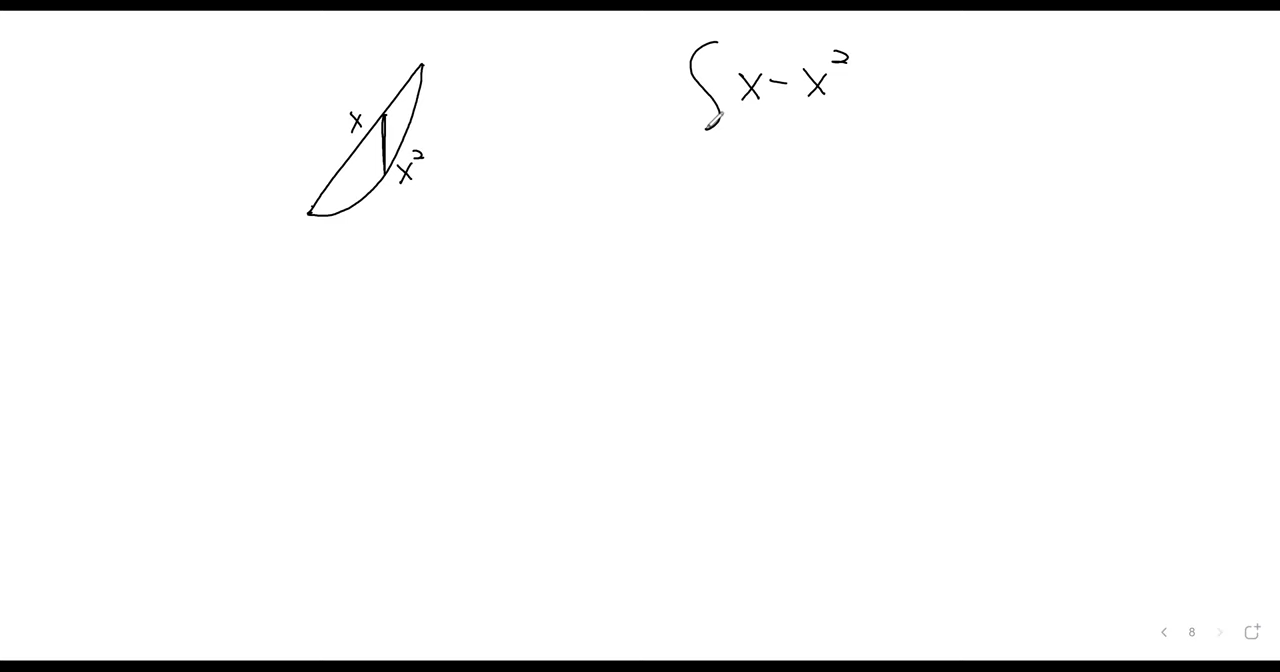 ∫ x - x²
x
x²
8